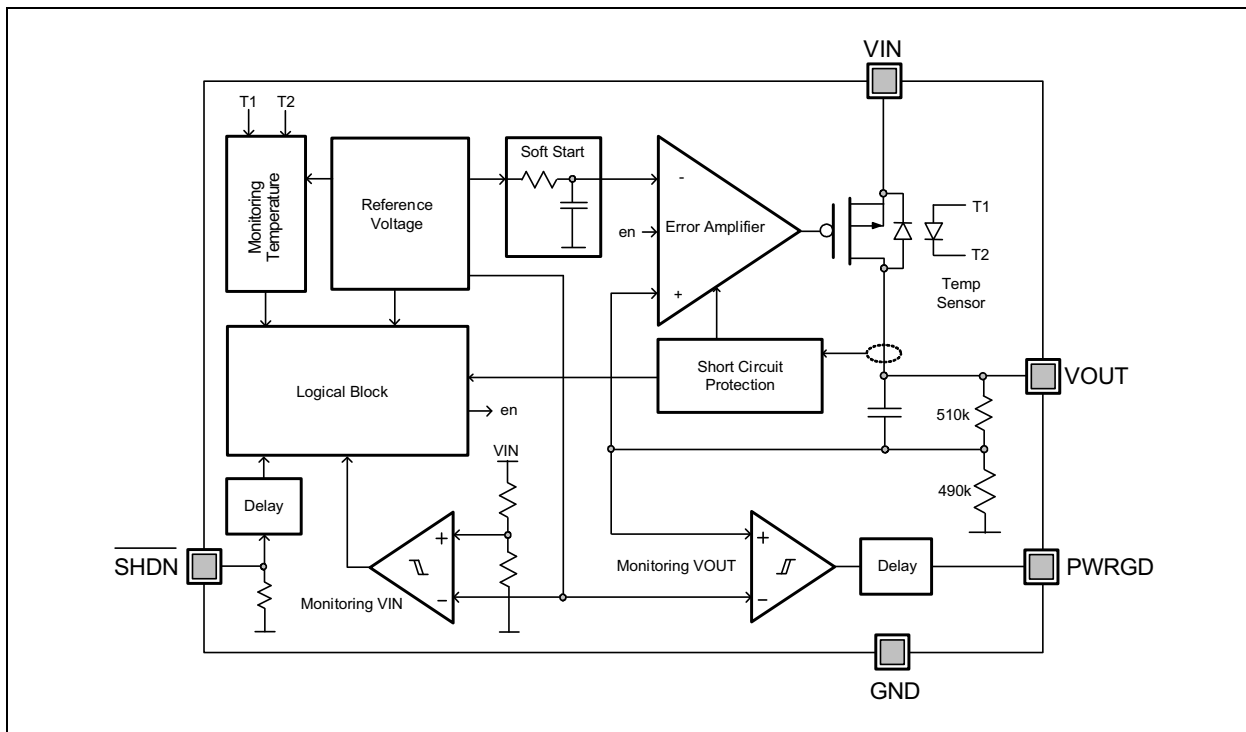 VIN
T1 T2
Monitoring
Temperature
Reference
Voltage
Soft Start
-
en
Error Amplifier
+
T1
T2
Temp
Sensor
Short Circuit
Protection
VOUT
Logical Block
en
510k
490k
VIN
Delay
SHDN
+
−
Monitoring VIN
Monitoring VOUT
+
−
Delay
PWRGD
GND